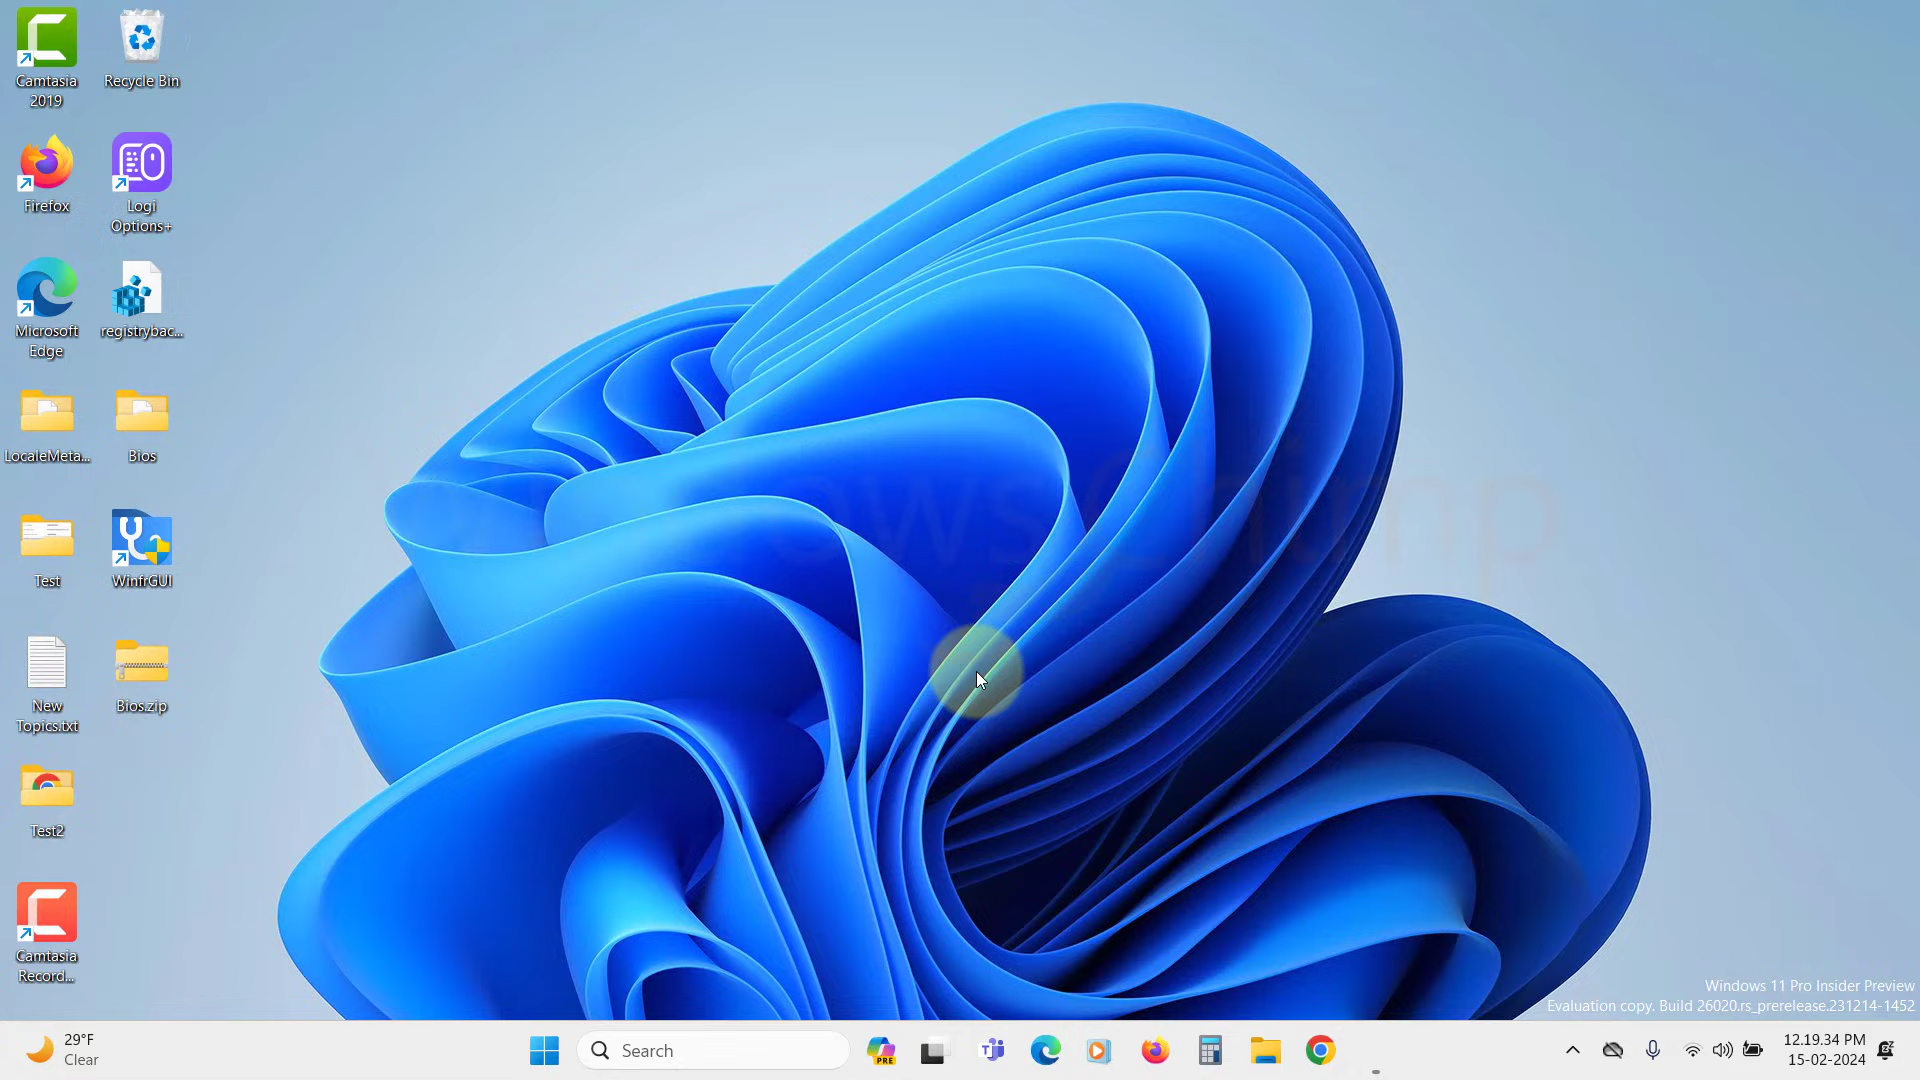 Camtasia
2019
Recycle Bin
Firefox
Logi
Options+
Microsoft
Edge
registrybac...
LocaleMeta...
Bios
Test
WinfrGUI
New
Topics.txt
Bios.zip
Test2
Camtasia
Record...
Windows 11 Pro Insider Preview
Evaluation copy. Build 26020.rs_prerelease.231214-1452
29°F
Clear
Search
PRE
12.19.34 PM
15-02-2024